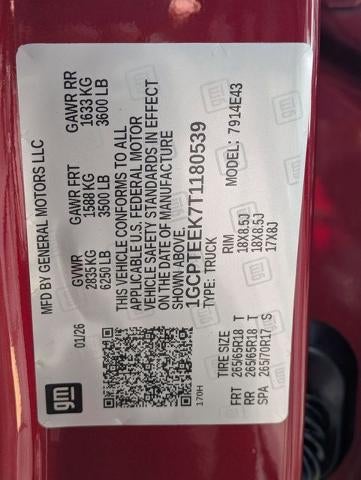 MFD BY GENERAL MOTORS LLC
01/26
GVWR GAWR FRT GAWR RR
2835 KG 1588 KG 1633 KG
6250 LB 3500 LB 3600 LB
THIS VEHICLE CONFORMS TO ALL
APPLICABLE U.S. FEDERAL MOTOR
VEHICLE SAFETY STANDARDS IN EFFECT
ON THE DATE OF MANUFACTURE
SHOWN ABOVE.
1GCPTEEK7T1180539
TYPE: TRUCK MODEL: 7 914E43
170H
TIRE SIZE RIM
FRT 265/65R18 T 18X8.5J
RR 265/65R18 T 18X8.5J
SPA 265/70R17 S 17X8J
gm